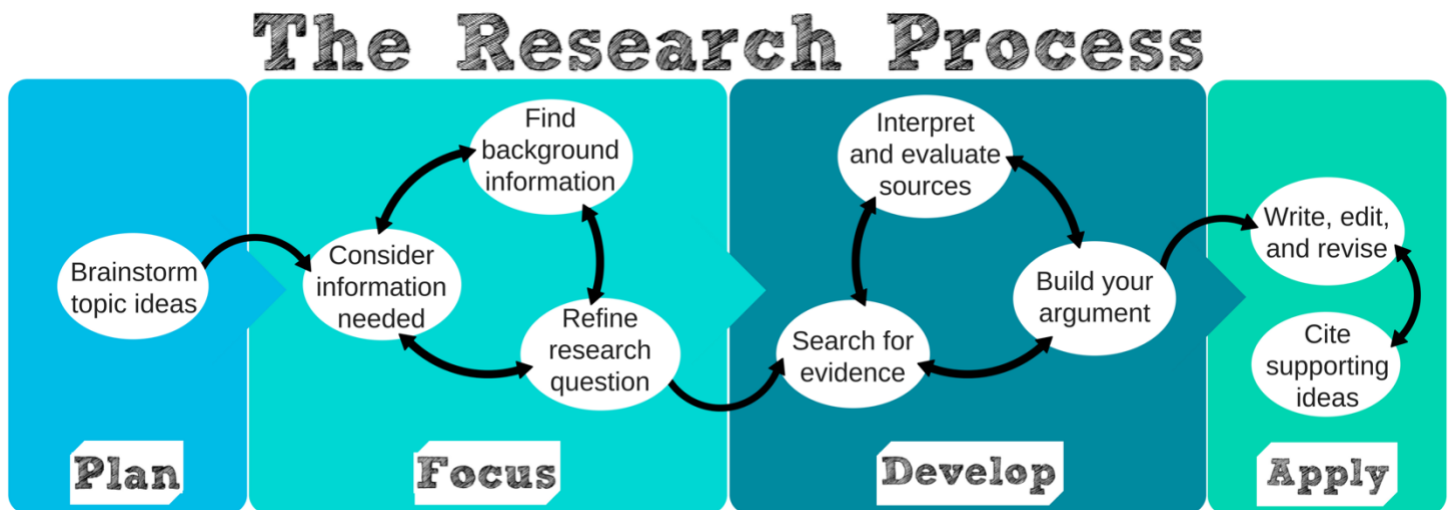 The Research Process
Brainstorm
topic ideas
Plan
Consider
information
needed
Find
background
information
Refine
research
question
Focus
Search for
evidence
Interpret
and evaluate
sources
Build your
argument
Develop
Write, edit,
and revise
Cite
supporting
ideas
Apply